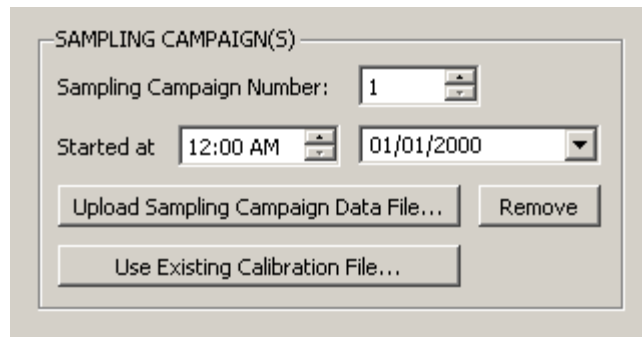 SAMPLING CAMPAIGN(S)
Sampling Campaign Number: 1
Started at 12:00 AM 01/01/2000
Upload Sampling Campaign Data File... Remove
Use Existing Calibration File...